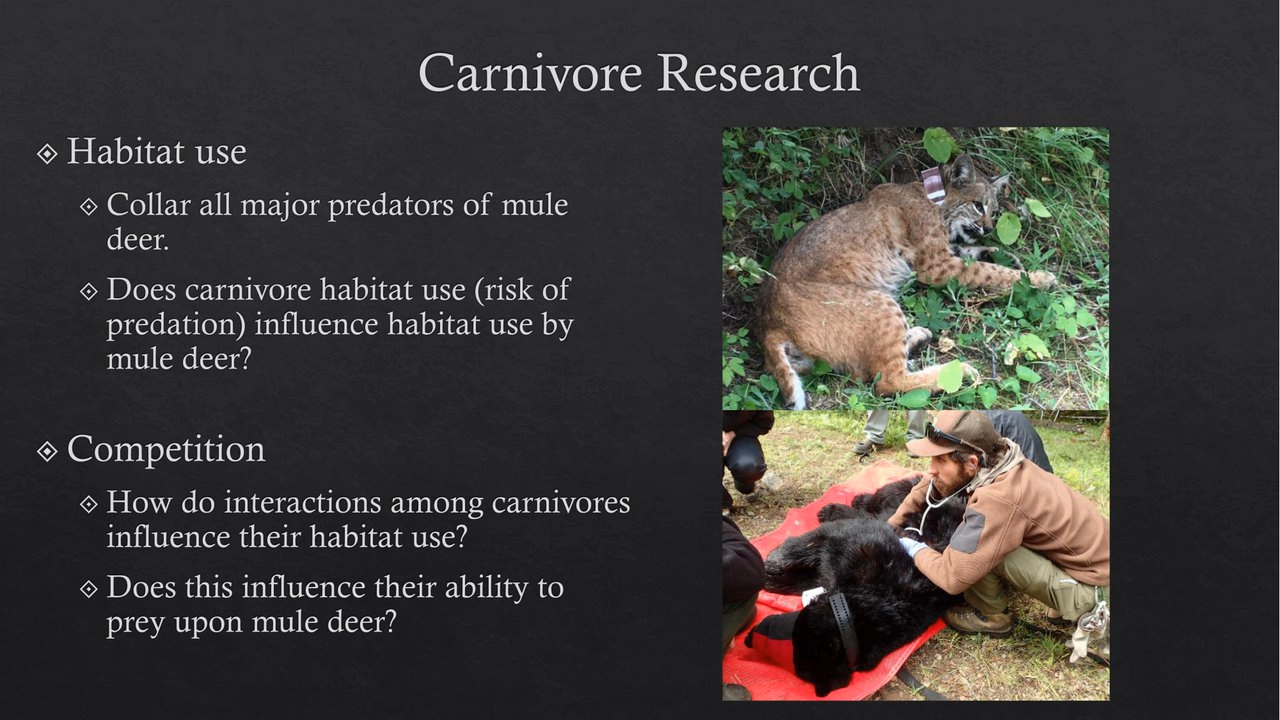 Carnivore Research
Habitat use
Collar all major predators of mule
deer.
Does carnivore habitat use (risk of
predation) influence habitat use by
mule deer?
Competition
How do interactions among carnivores
influence their habitat use?
Does this influence their ability to
prey upon mule deer?